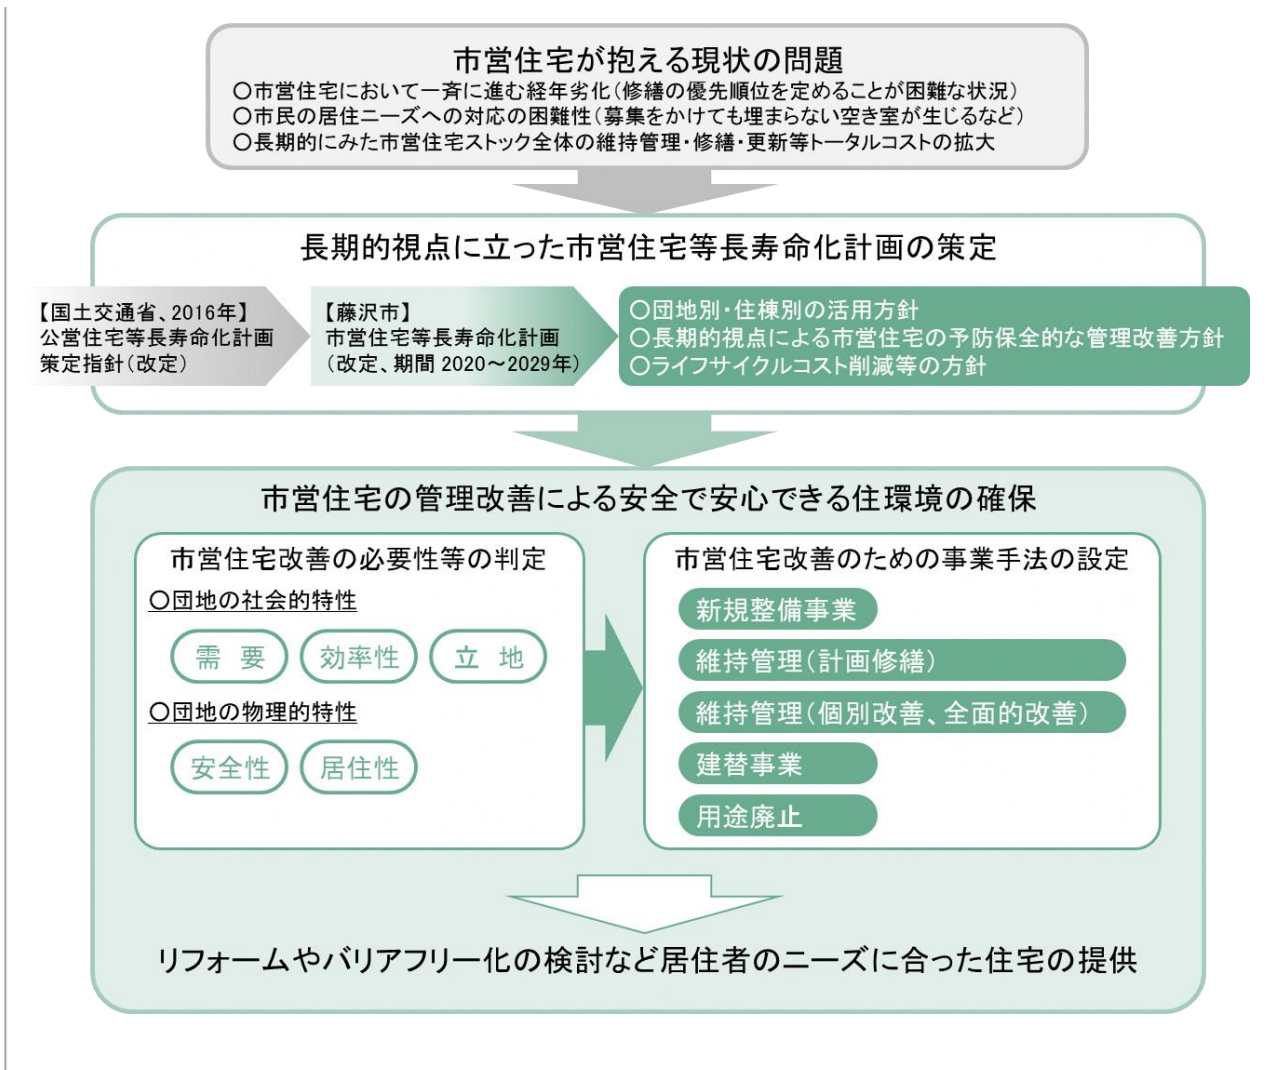 市営住宅が抱える現状の問題
○市営住宅において一斉に進む経年劣化(修繕の優先順位を定めることが困難な状況)
○市民の居住ニーズへの対応の困難性(募集をかけても埋まらない空き室が生じるなど)
○長期的にみた市営住宅ストック全体の維持管理・修繕・更新等トータルコストの拡大
長期的視点に立った市営住宅等長寿命化計画の策定
【国土交通省、2016年】
公営住宅等長寿命化計画
策定指針(改定)
【藤沢市】
市営住宅等長寿命化計画
(改定、期間 2020～2029年)
○団地別・住棟別の活用方針
○長期的視点による市営住宅の予防保全的な管理改善方針
○ライフサイクルコスト削減等の方針
市営住宅の管理改善による安全で安心できる住環境の確保
市営住宅改善の必要性等の判定
○団地の社会的特性
需 要
効率性
立 地
○団地の物理的特性
安全性
居住性
市営住宅改善のための事業手法の設定
新規整備事業
維持管理(計画修繕)
維持管理(個別改善、全面的改善)
建替事業
用途廃止
リフォームやバリアフリー化の検討など居住者のニーズに合った住宅の提供